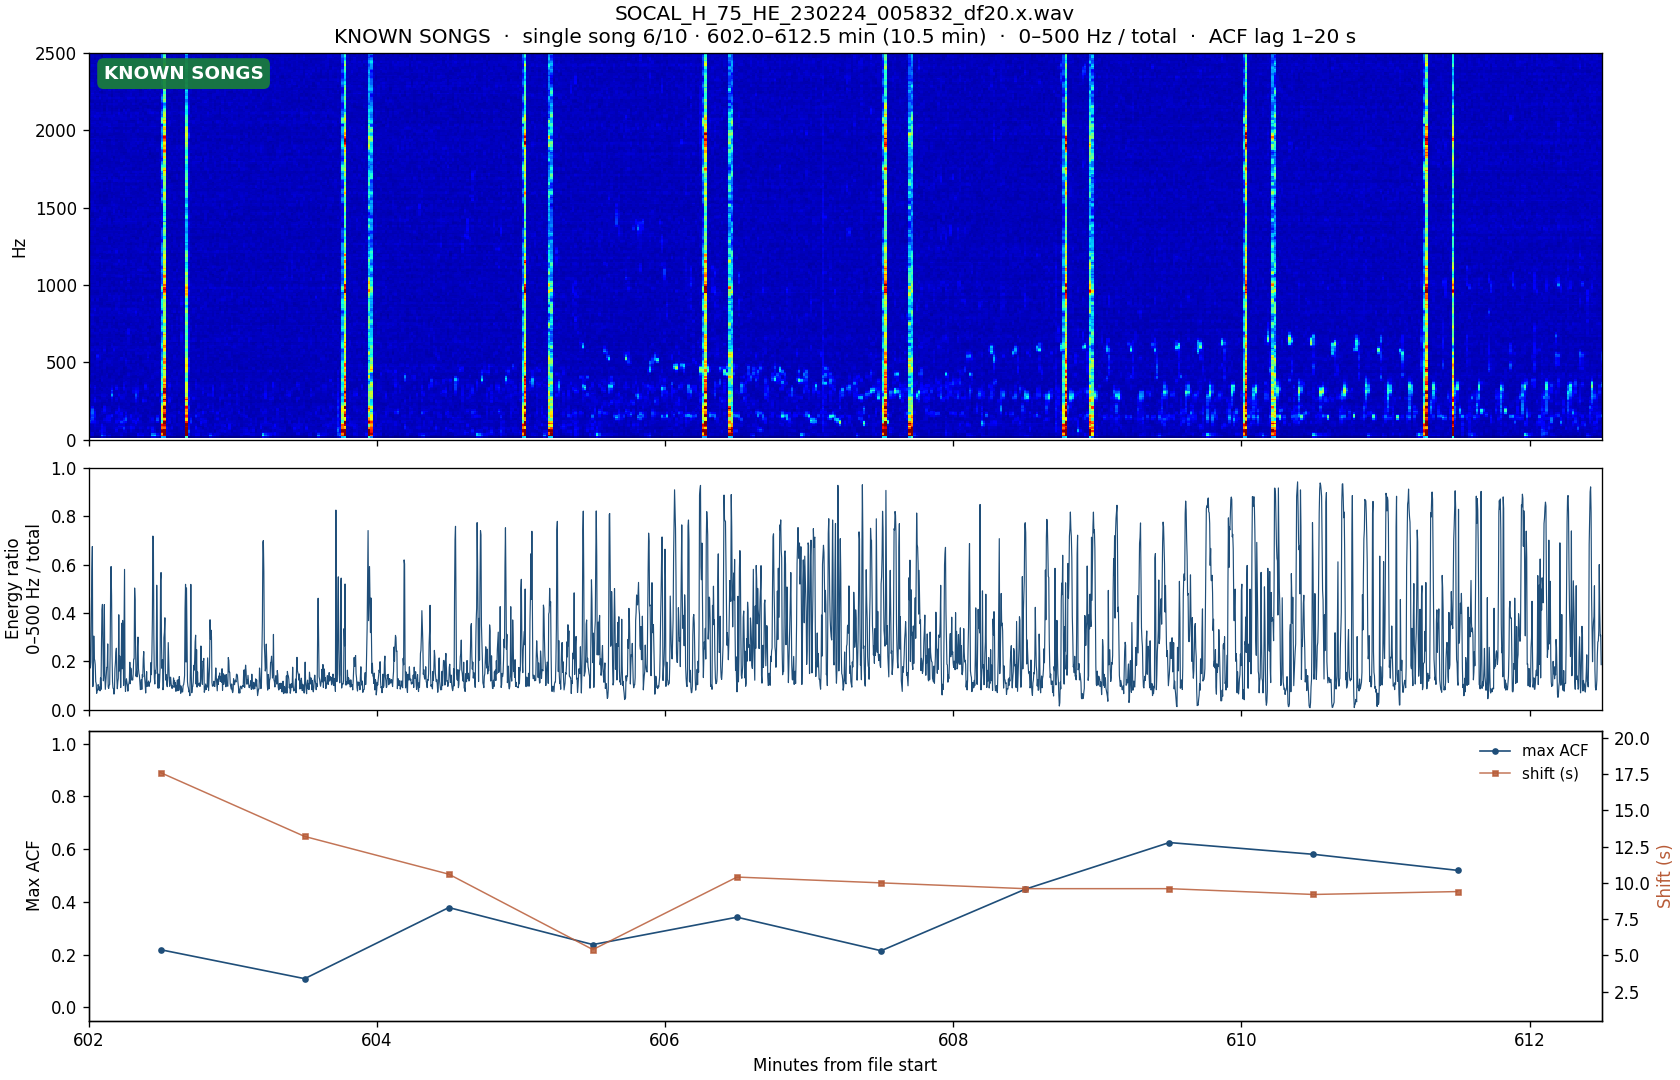 SOCAL_H_75_HE_230224_005832_df20.x.wav
KNOWN SONGS · single song 6/10 · 602.0–612.5 min (10.5 min) · 0–500 Hz / total · ACF lag 1–20 s
KNOWN SONGS
2500
2000
1500
1000
500
0
Hz
1.0
0.8
0.6
0.4
0.2
0.0
Energy ratio
0–500 Hz / total
1.0
0.8
0.6
0.4
0.2
0.0
Max ACF
max ACF
shift (s)
20.0
17.5
15.0
12.5
10.0
7.5
5.0
2.5
Shift (s)
602
604
606
608
610
612
Minutes from file start